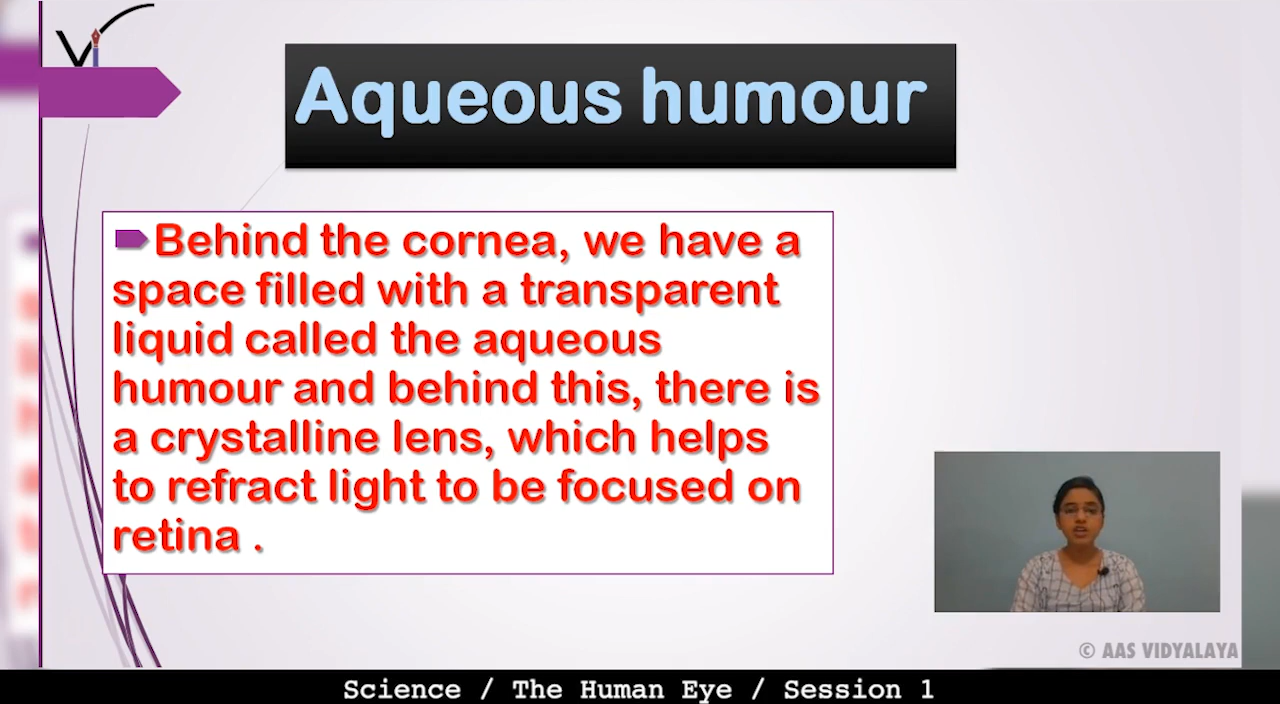 Aqueous humour
Behind the cornea, we have a
space filled with a transparent
liquid called the aqueous
humour and behind this, there is
a crystalline lens, which helps
to refract light to be focused on
retina .
© AAS VIDYALAYA
Science / The Human Eye / Session 1